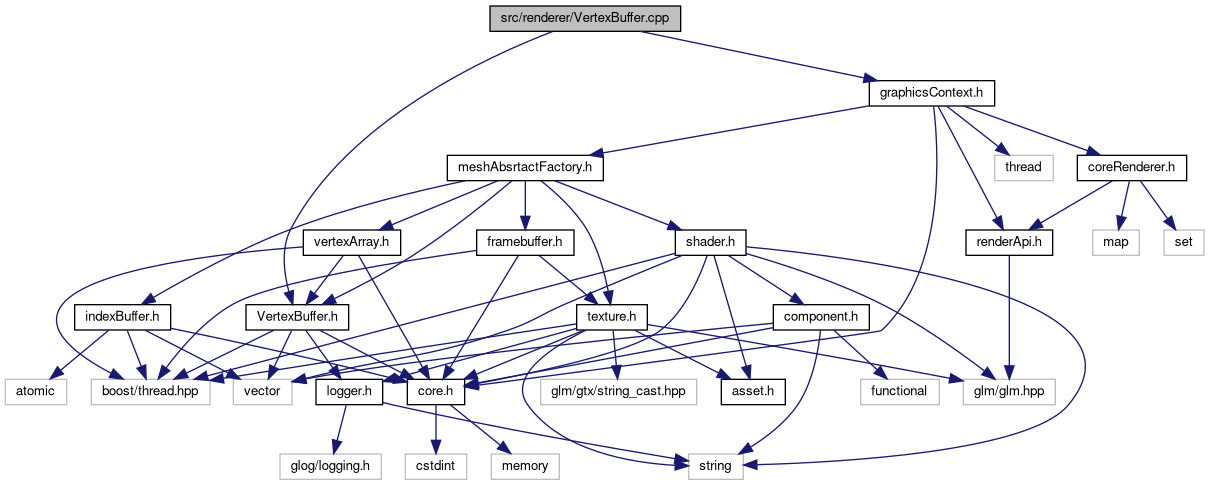 src/renderer/VertexBuffer.cpp
graphicsContext.h
meshAbsrtactFactory.h
thread
coreRenderer.h
vertexArray.h
framebuffer.h
shader.h
renderApi.h
map
set
indexBuffer.h
VertexBuffer.h
texture.h
component.h
atomic
boost/thread.hpp
vector
logger.h
core.h
glm/gtx/string_cast.hpp
asset.h
functional
glm/glm.hpp
glog/logging.h
cstdint
memory
string